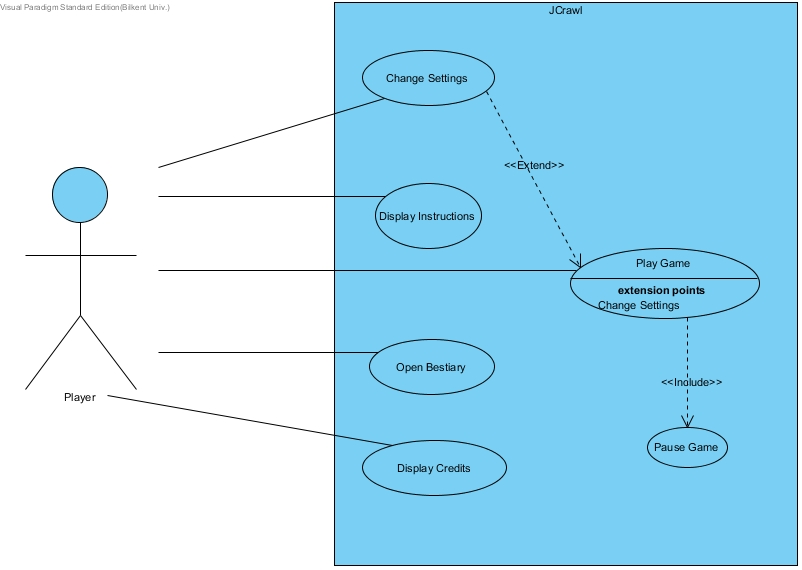 Visual Paradigm Standard Edition(Bilkent Univ.)
JCrawl
Change Settings
<<Extend>>
Display Instructions
Play Game
extension points
Change Settings
Open Bestiary
<<Include>>
Player
Pause Game
Display Credits